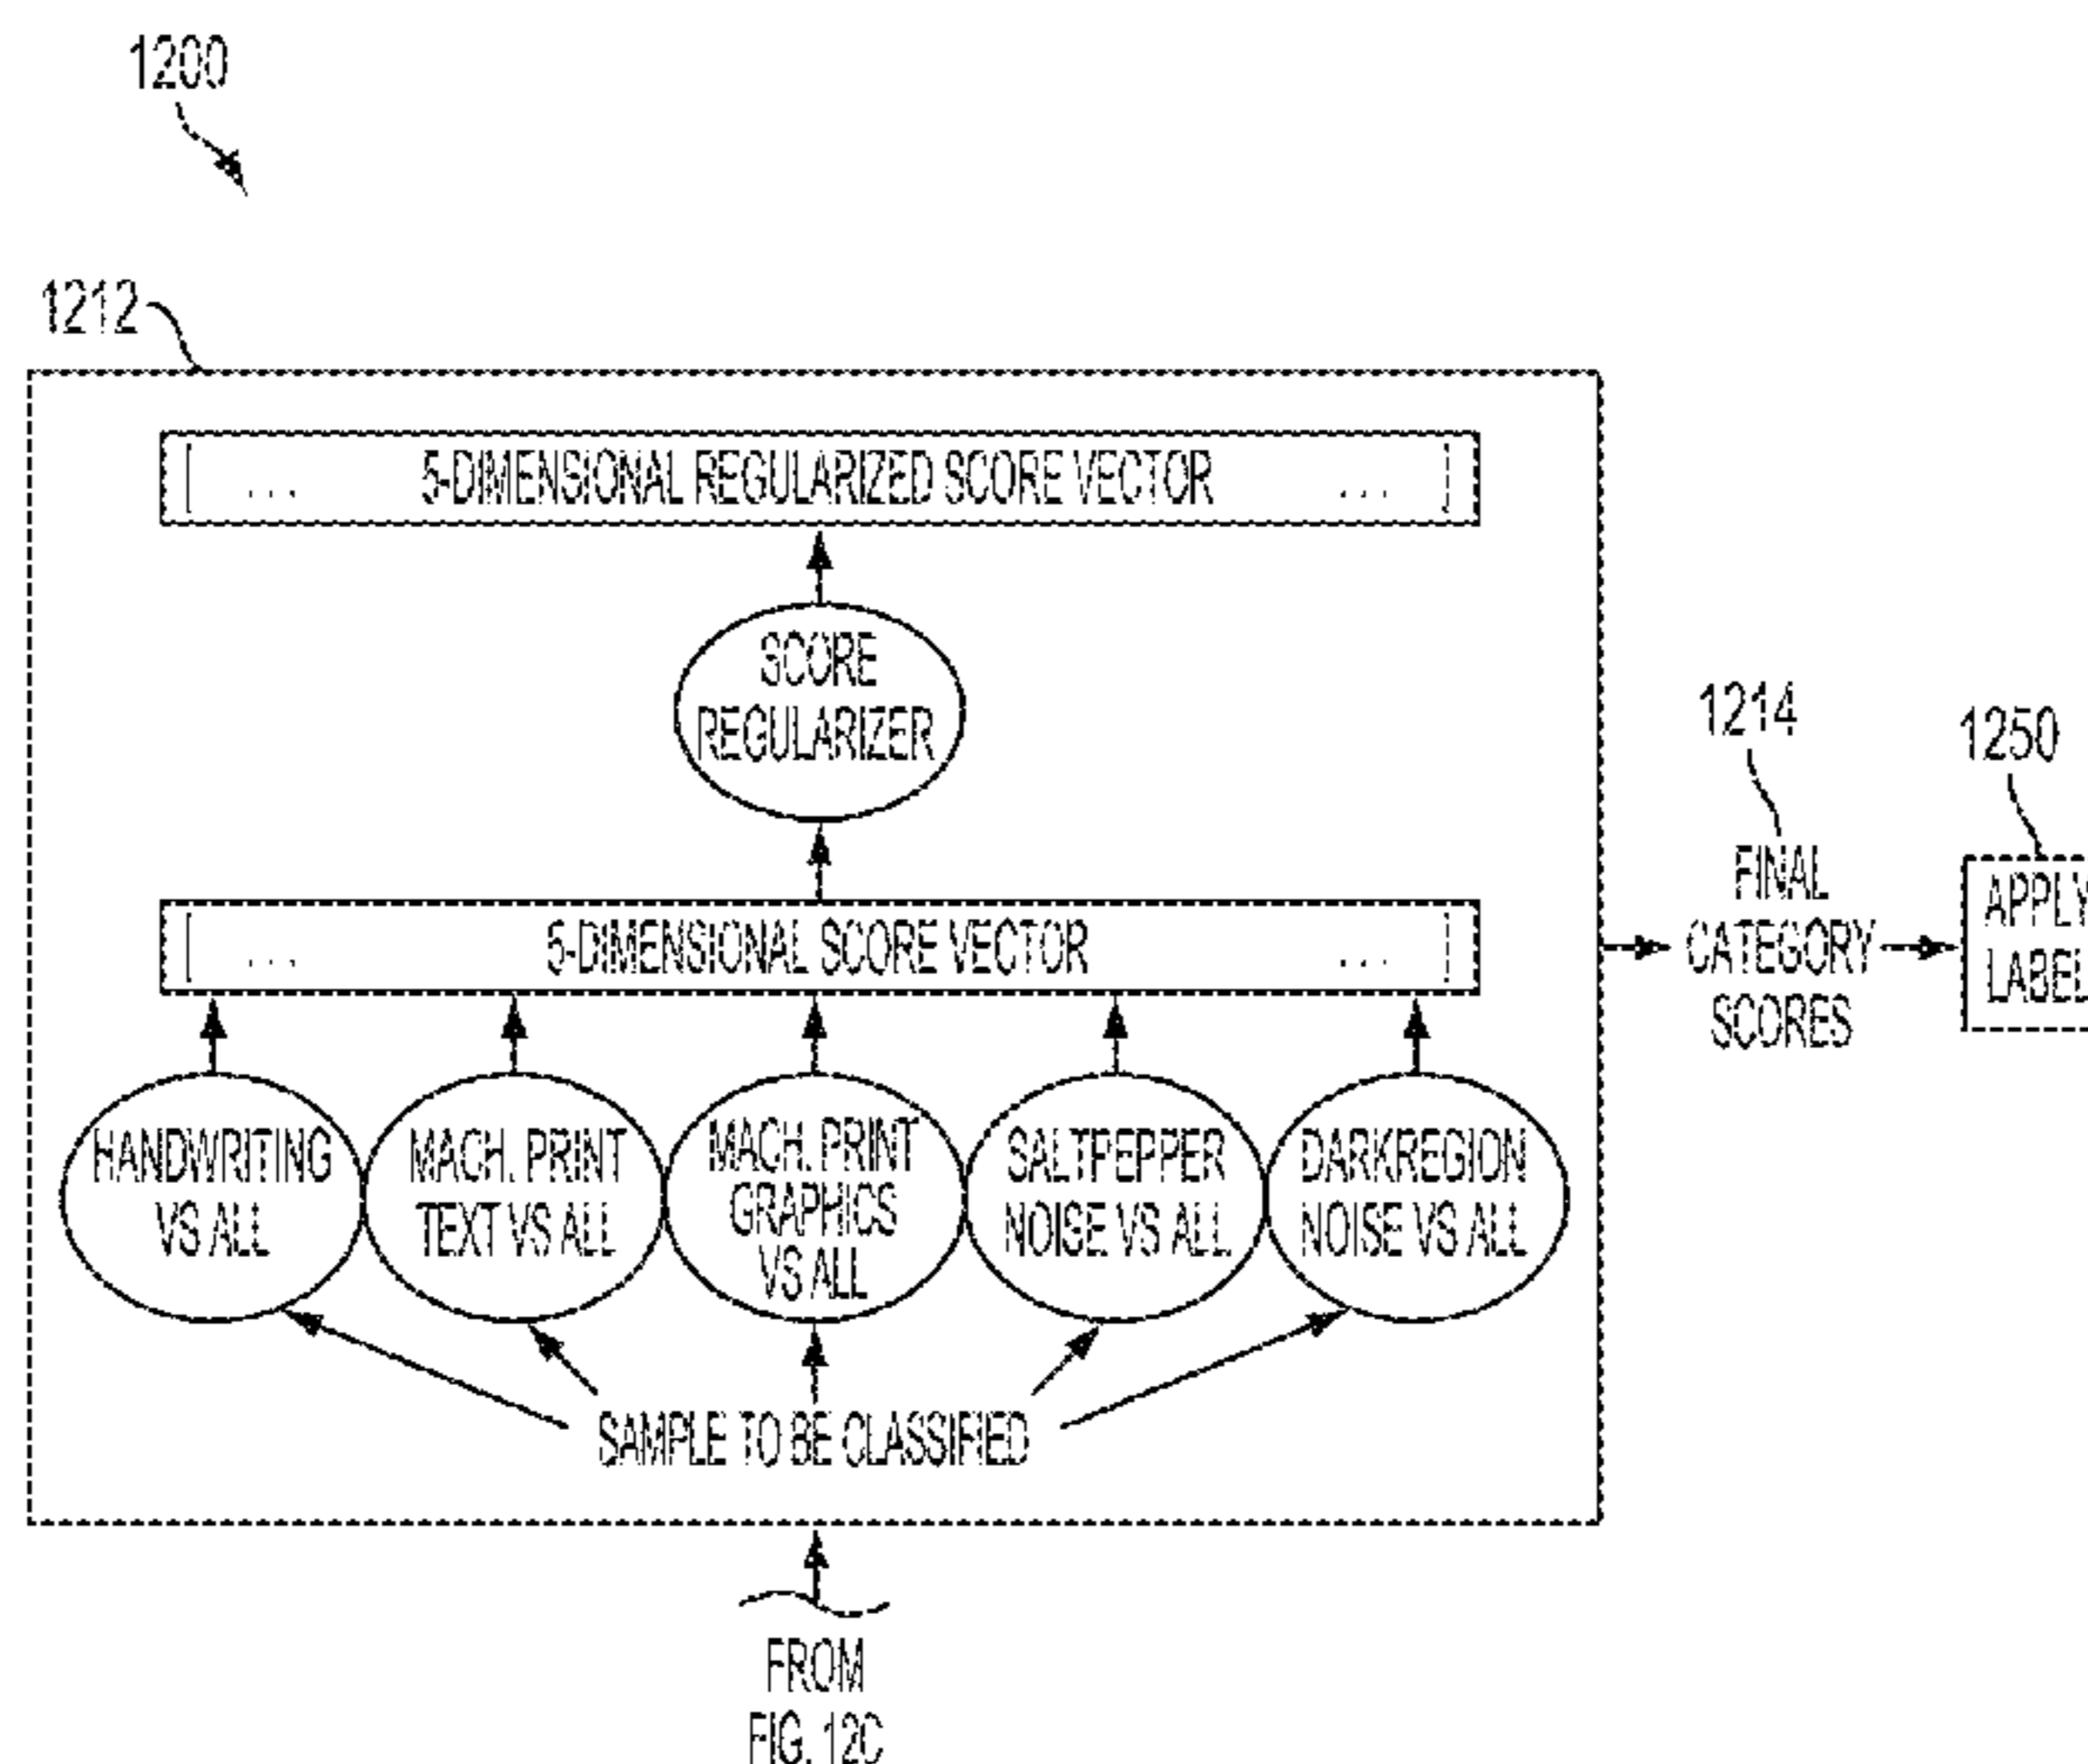 1200
1212
[ ... 5-DIMENSIONAL REGULARIZED SCORE VECTOR ... ]
SCORE
REGULARIZER
1214
1250
FINAL
CATEGORY
SCORES
APPLY
LABEL
[ ... 5-DIMENSIONAL SCORE VECTOR ... ]
HANDWRITING
VS ALL
MACH. PRINT
TEXT VS ALL
MACH. PRINT
GRAPHICS
VS ALL
SALTPEPPER
NOISE VS ALL
DARKREGION
NOISE VS ALL
SAMPLE TO BE CLASSIFIED
FROM
FIG. 12C